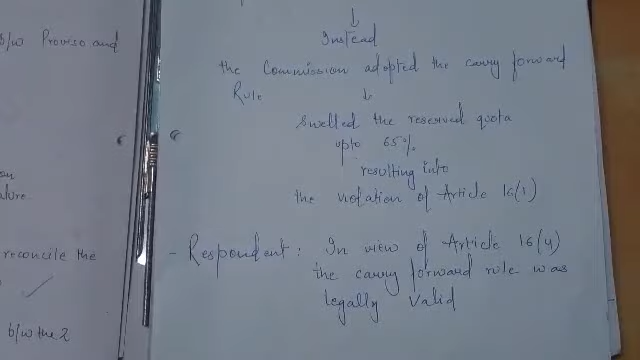 b/w Proviso and
reconcile the
b/w the 2
↓
Instead
the Commission adopted the carry forward
Rule ↓
Swelled the reserved quota
upto 65%
resulting into
the violation of Article 16(1)
- Respondent : In view of Article 16(4)
the carry forward rule was
legally valid